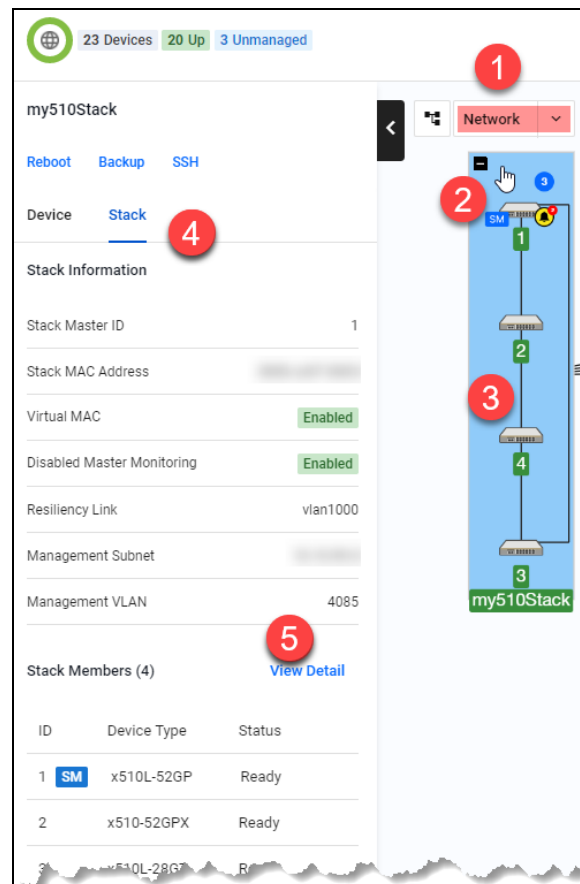 23 Devices 20 Up 3 Unmanaged
1
my510Stack
Network
Reboot Backup SSH
2
3
SM
Device Stack
4
1
Stack Information
Stack Master ID 1
2
Stack MAC Address
3
Virtual MAC Enabled
Disabled Master Monitoring Enabled
4
Resiliency Link vlan1000
Management Subnet
3
Management VLAN 4085
my510Stack
5
Stack Members (4) View Detail
ID Device Type Status
1 SM x510L-52GP Ready
2 x510-52GPX Ready